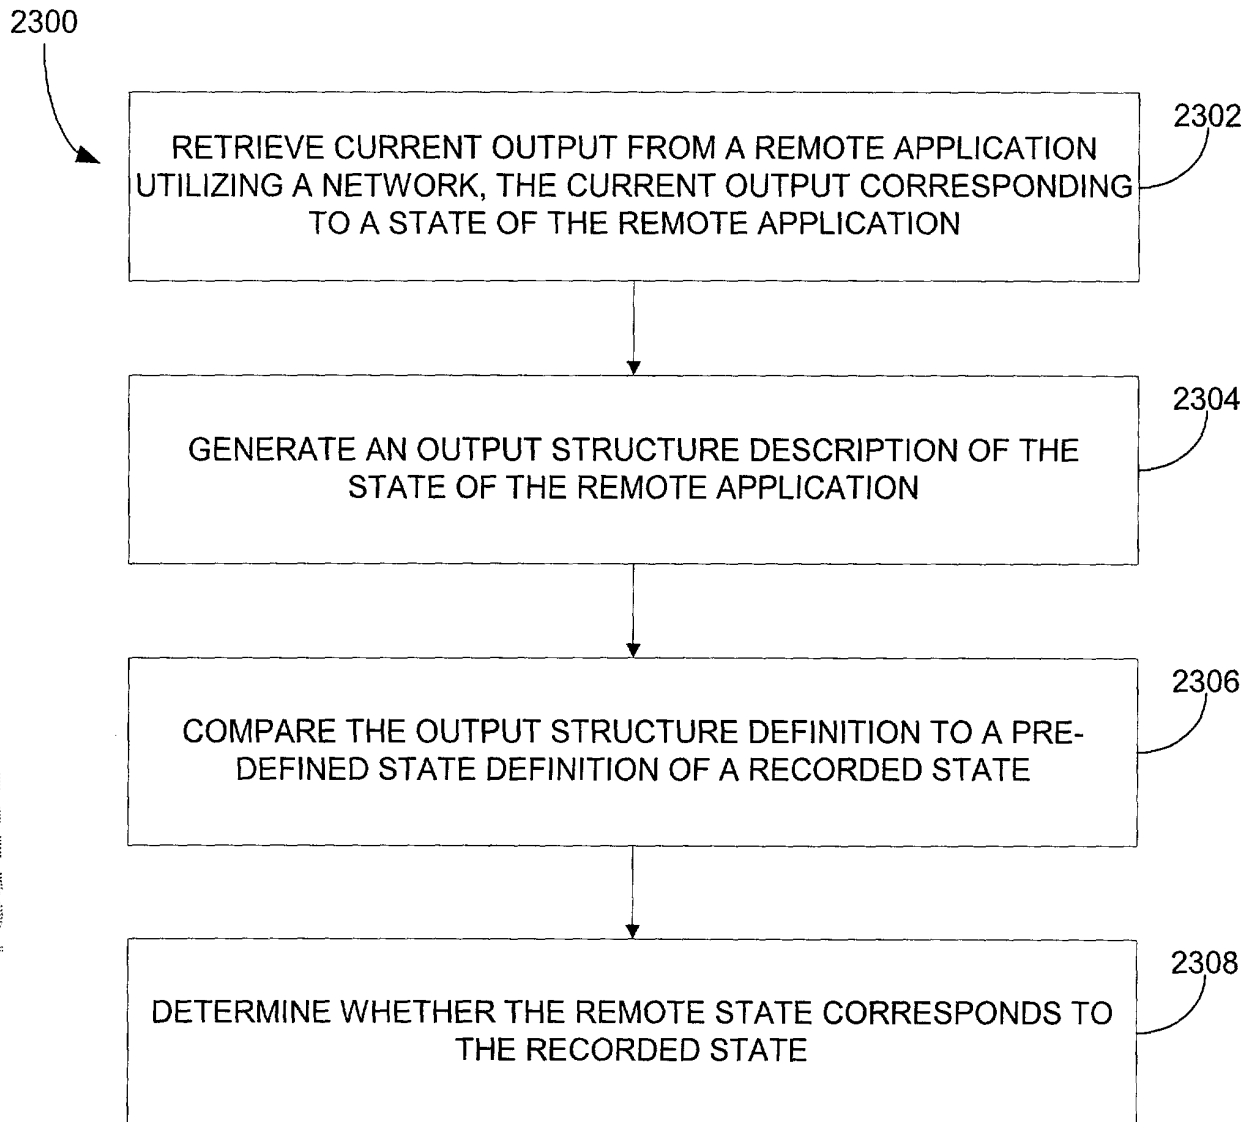 2300
2302
RETRIEVE CURRENT OUTPUT FROM A REMOTE APPLICATION
UTILIZING A NETWORK, THE CURRENT OUTPUT CORRESPONDING
TO A STATE OF THE REMOTE APPLICATION
2304
GENERATE AN OUTPUT STRUCTURE DESCRIPTION OF THE
STATE OF THE REMOTE APPLICATION
2306
COMPARE THE OUTPUT STRUCTURE DEFINITION TO A PRE-
DEFINED STATE DEFINITION OF A RECORDED STATE
2308
DETERMINE WHETHER THE REMOTE STATE CORRESPONDS TO
THE RECORDED STATE